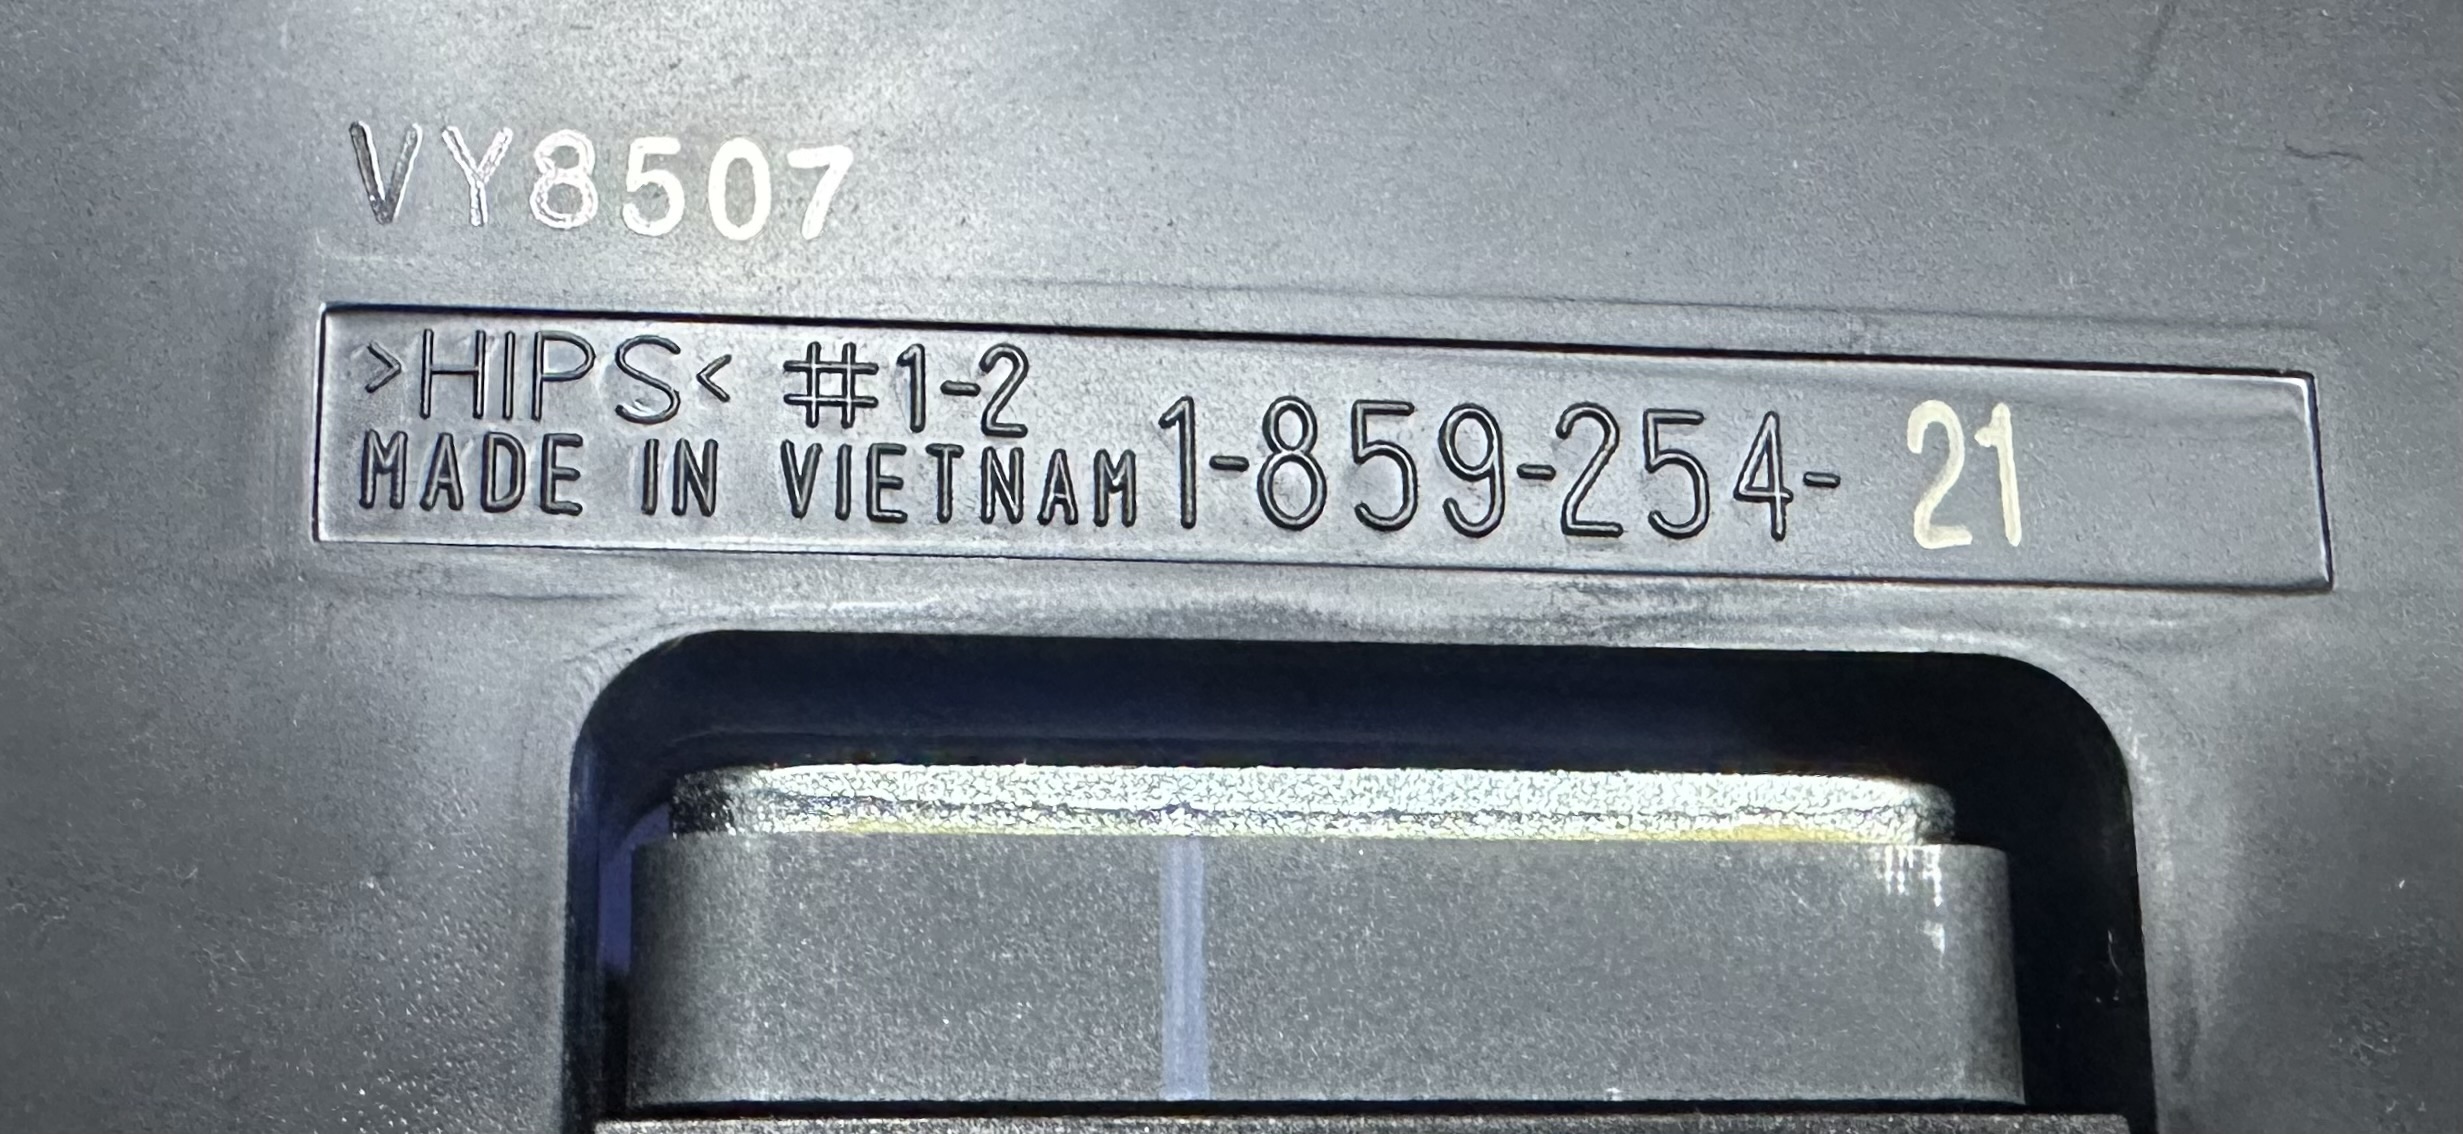 VY8507
>HIPS< #1-2
MADE IN VIETNAM 1-859-254- 21